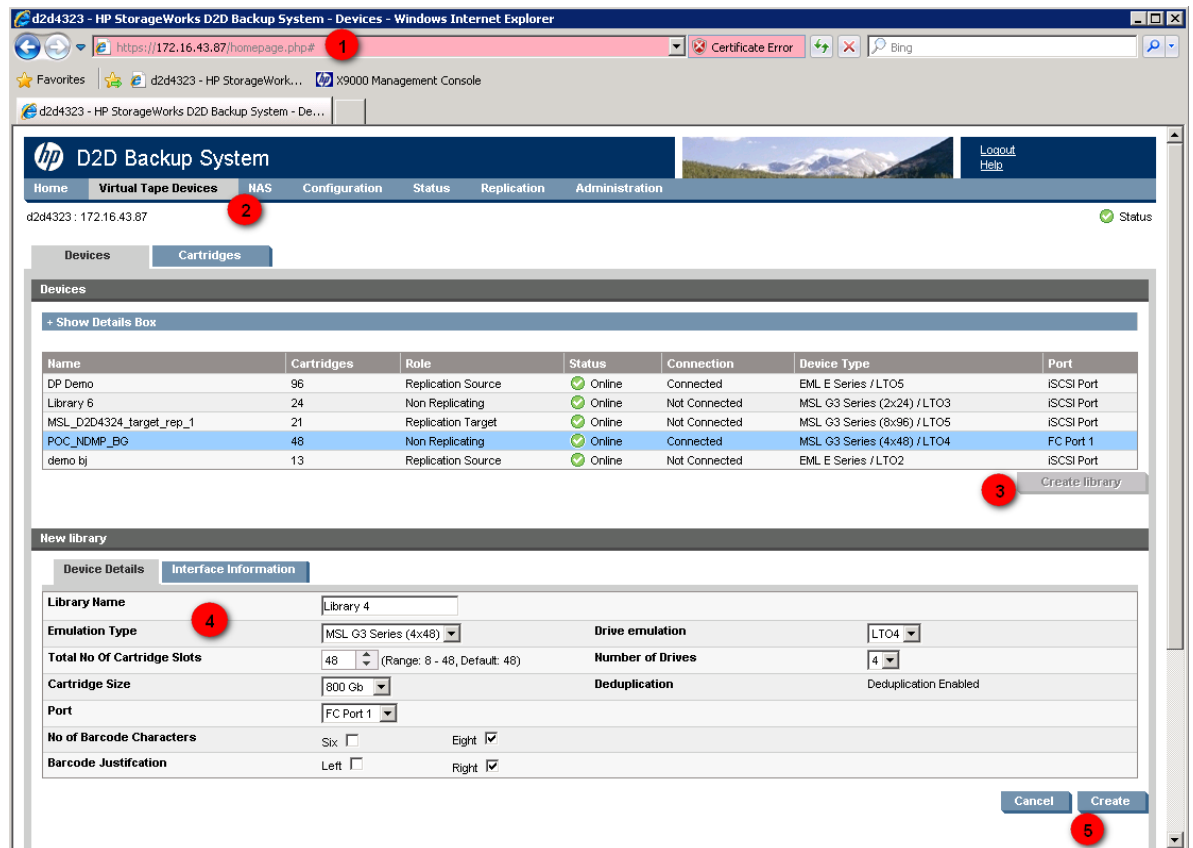 d2d4323 - HP StorageWorks D2D Backup System - Devices - Windows Internet Explorer
https://172.16.43.87/homepage.php#
1
Certificate Error
Bing
Favorites
d2d4323 - HP StorageWork...
X9000 Management Console
d2d4323 - HP StorageWorks D2D Backup System - De...
hp
D2D Backup System
Logout
Help
Home Virtual Tape Devices NAS Configuration Status Replication Administration
2
d2d4323 : 172.16.43.87
Status
Devices Cartridges
Devices
+ Show Details Box
Name Cartridges Role Status Connection Device Type Port
DP Demo 96 Replication Source Online Connected EML E Series / LTO5 iSCSI Port
Library 6 24 Non Replicating Online Not Connected MSL G3 Series (2x24) / LTO3 iSCSI Port
MSL_D2D4324_target_rep_1 21 Replication Target Online Not Connected MSL G3 Series (8x96) / LTO5 iSCSI Port
POC_NDMP_BG 48 Non Replicating Online Connected MSL G3 Series (4x48) / LTO4 FC Port 1
demo bj 13 Replication Source Online Not Connected EML E Series / LTO2 iSCSI Port
3
Create library
New library
Device Details Interface Information
Library Name Library 4
4
Emulation Type MSL G3 Series (4x48) Drive emulation LTO4
Total No Of Cartridge Slots 48 (Range: 8 - 48, Default: 48) Number of Drives 4
Cartridge Size 800 Gb Deduplication Deduplication Enabled
Port FC Port 1
No of Barcode Characters Six Eight
Barcode Justifcation Left Right
Cancel Create
5